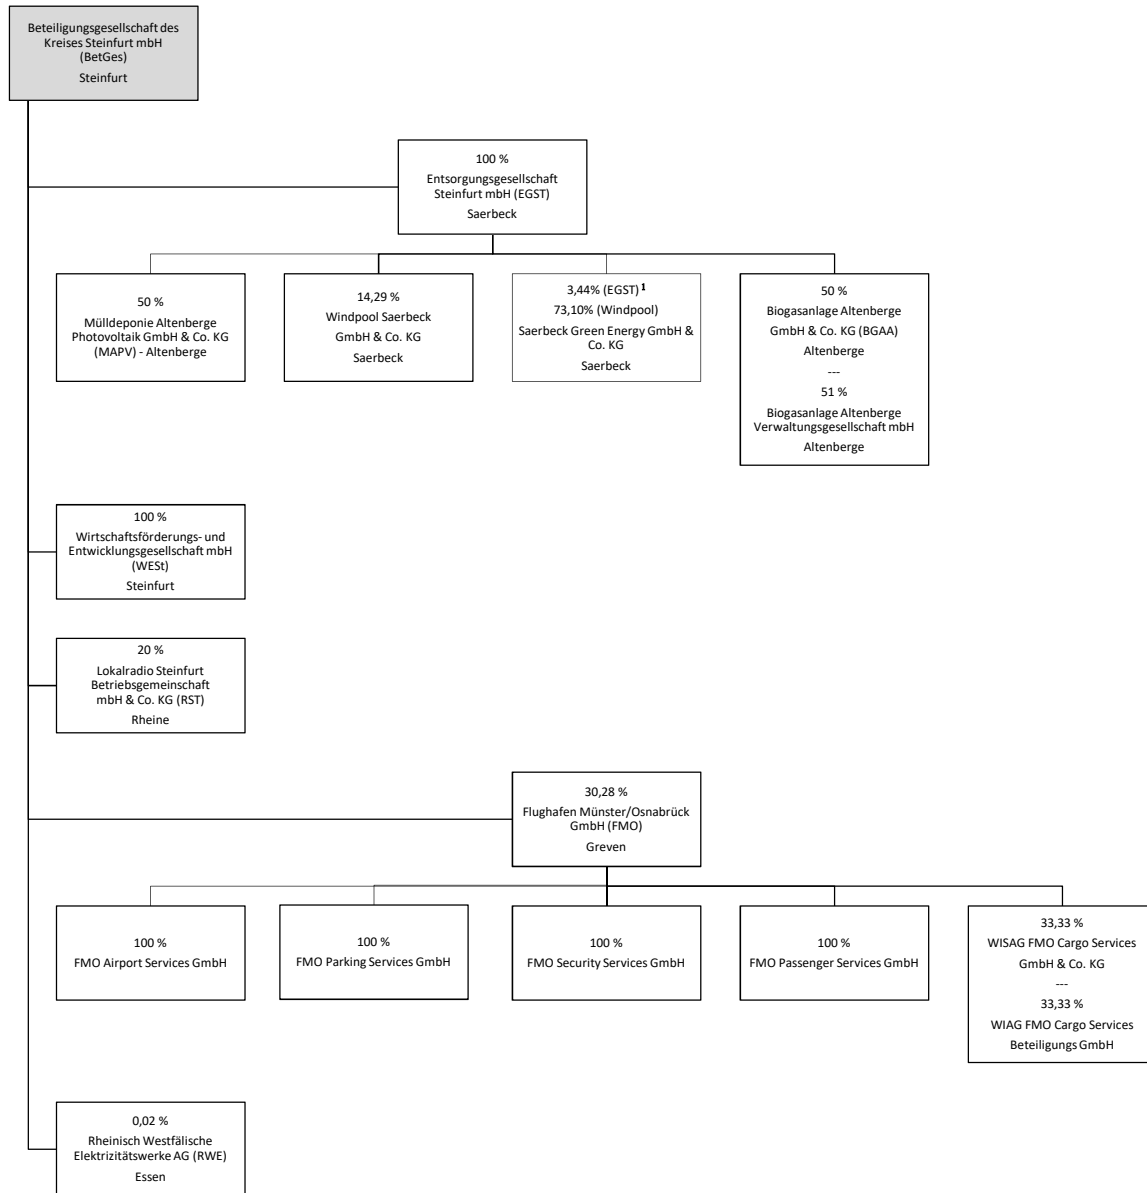 Beteiligungsgesellschaft des
Kreises Steinfurt mbH
(BetGes)
Steinfurt
100 %
Entsorgungsgesellschaft
Steinfurt mbH (EGST)
Saerbeck
50 %
Mülldeponie Altenberge
Photovoltaik GmbH & Co. KG
(MAPV) - Altenberge
14,29 %
Windpool Saerbeck
GmbH & Co. KG
Saerbeck
3,44% (EGST) 1
73,10% (Windpool)
Saerbeck Green Energy GmbH &
Co. KG
Saerbeck
50 %
Biogasanlage Altenberge
GmbH & Co. KG (BGAA)
Altenberge
---
51 %
Biogasanlage Altenberge
Verwaltungsgesellschaft mbH
Altenberge
100 %
Wirtschaftsförderungs- und
Entwicklungsgesellschaft mbH
(WESt)
Steinfurt
20 %
Lokalradio Steinfurt
Betriebsgemeinschaft
mbH & Co. KG (RST)
Rheine
30,28 %
Flughafen Münster/Osnabrück
GmbH (FMO)
Greven
100 %
FMO Airport Services GmbH
100 %
FMO Parking Services GmbH
100 %
FMO Security Services GmbH
100 %
FMO Passenger Services GmbH
33,33 %
WISAG FMO Cargo Services
GmbH & Co. KG
---
33,33 %
WIAG FMO Cargo Services
Beteiligungs GmbH
0,02 %
Rheinisch Westfälische
Elektrizitätswerke AG (RWE)
Essen